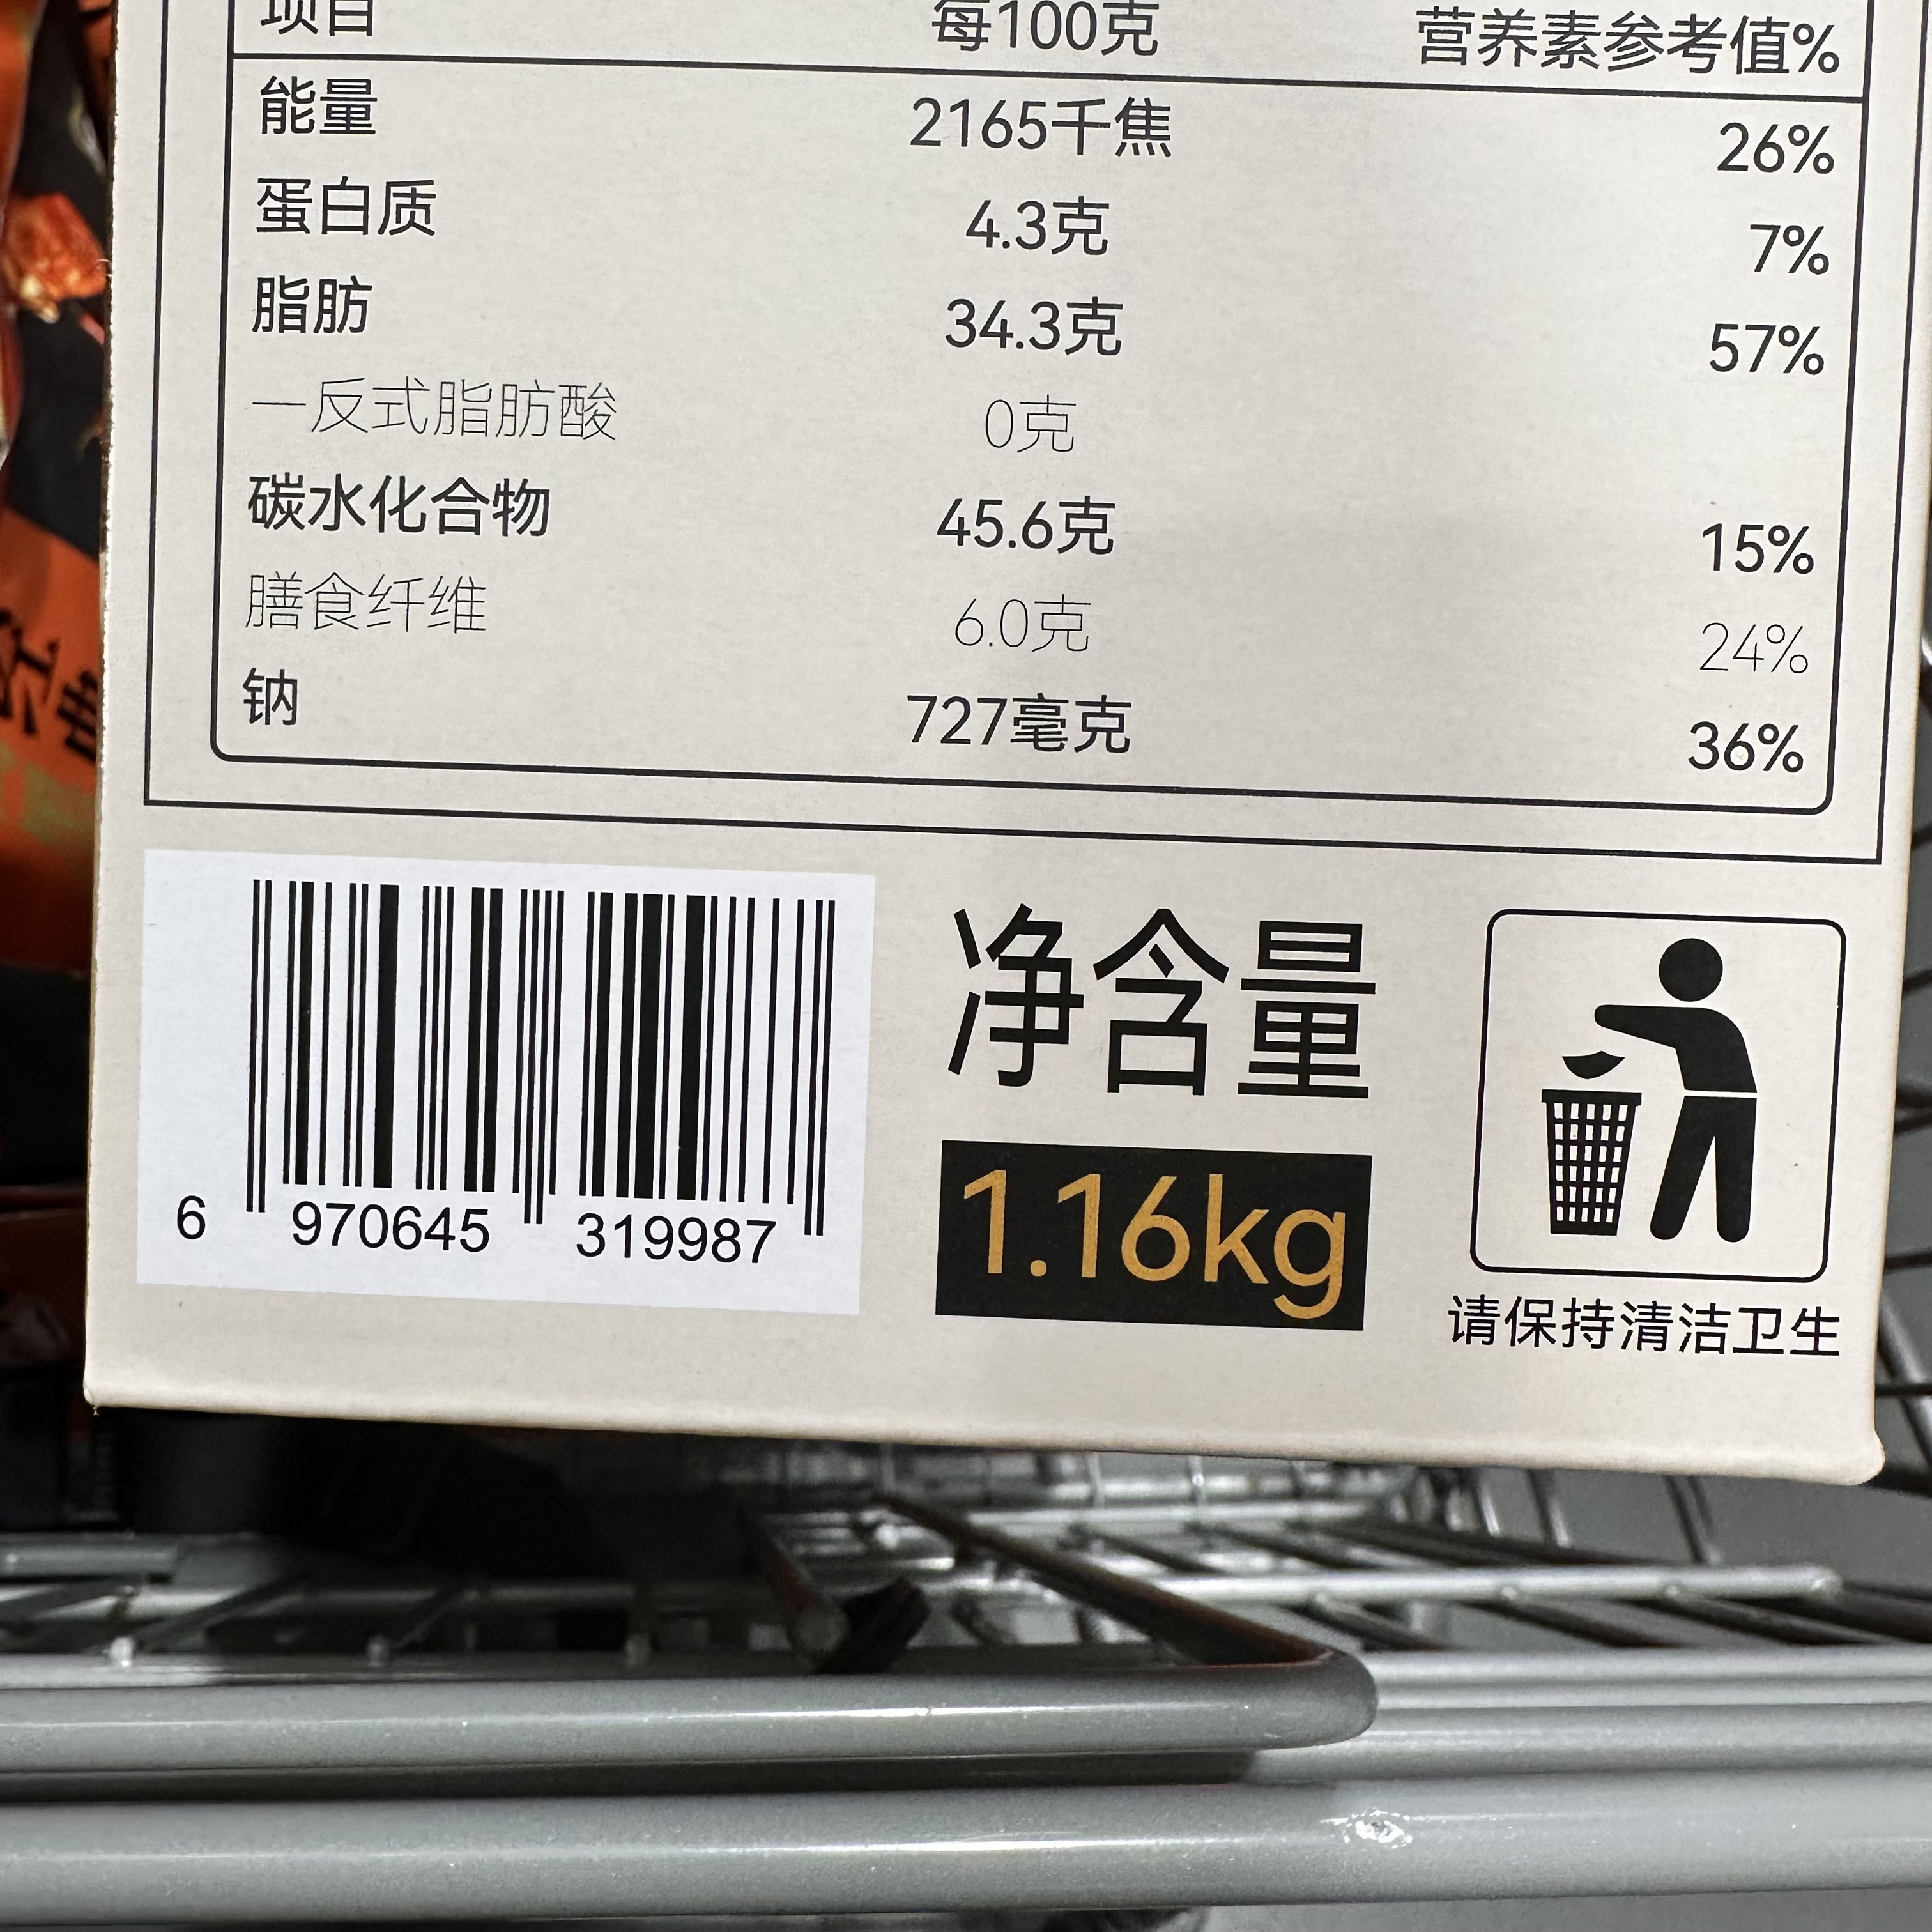 项目 每100克 营养素参考值%
能量 2165千焦 26%
蛋白质 4.3克 7%
脂肪 34.3克 57%
—反式脂肪酸 0克
碳水化合物 45.6克 15%
膳食纤维 6.0克 24%
钠 727毫克 36%
6 970645 319987
净含量
1.16kg
请保持清洁卫生